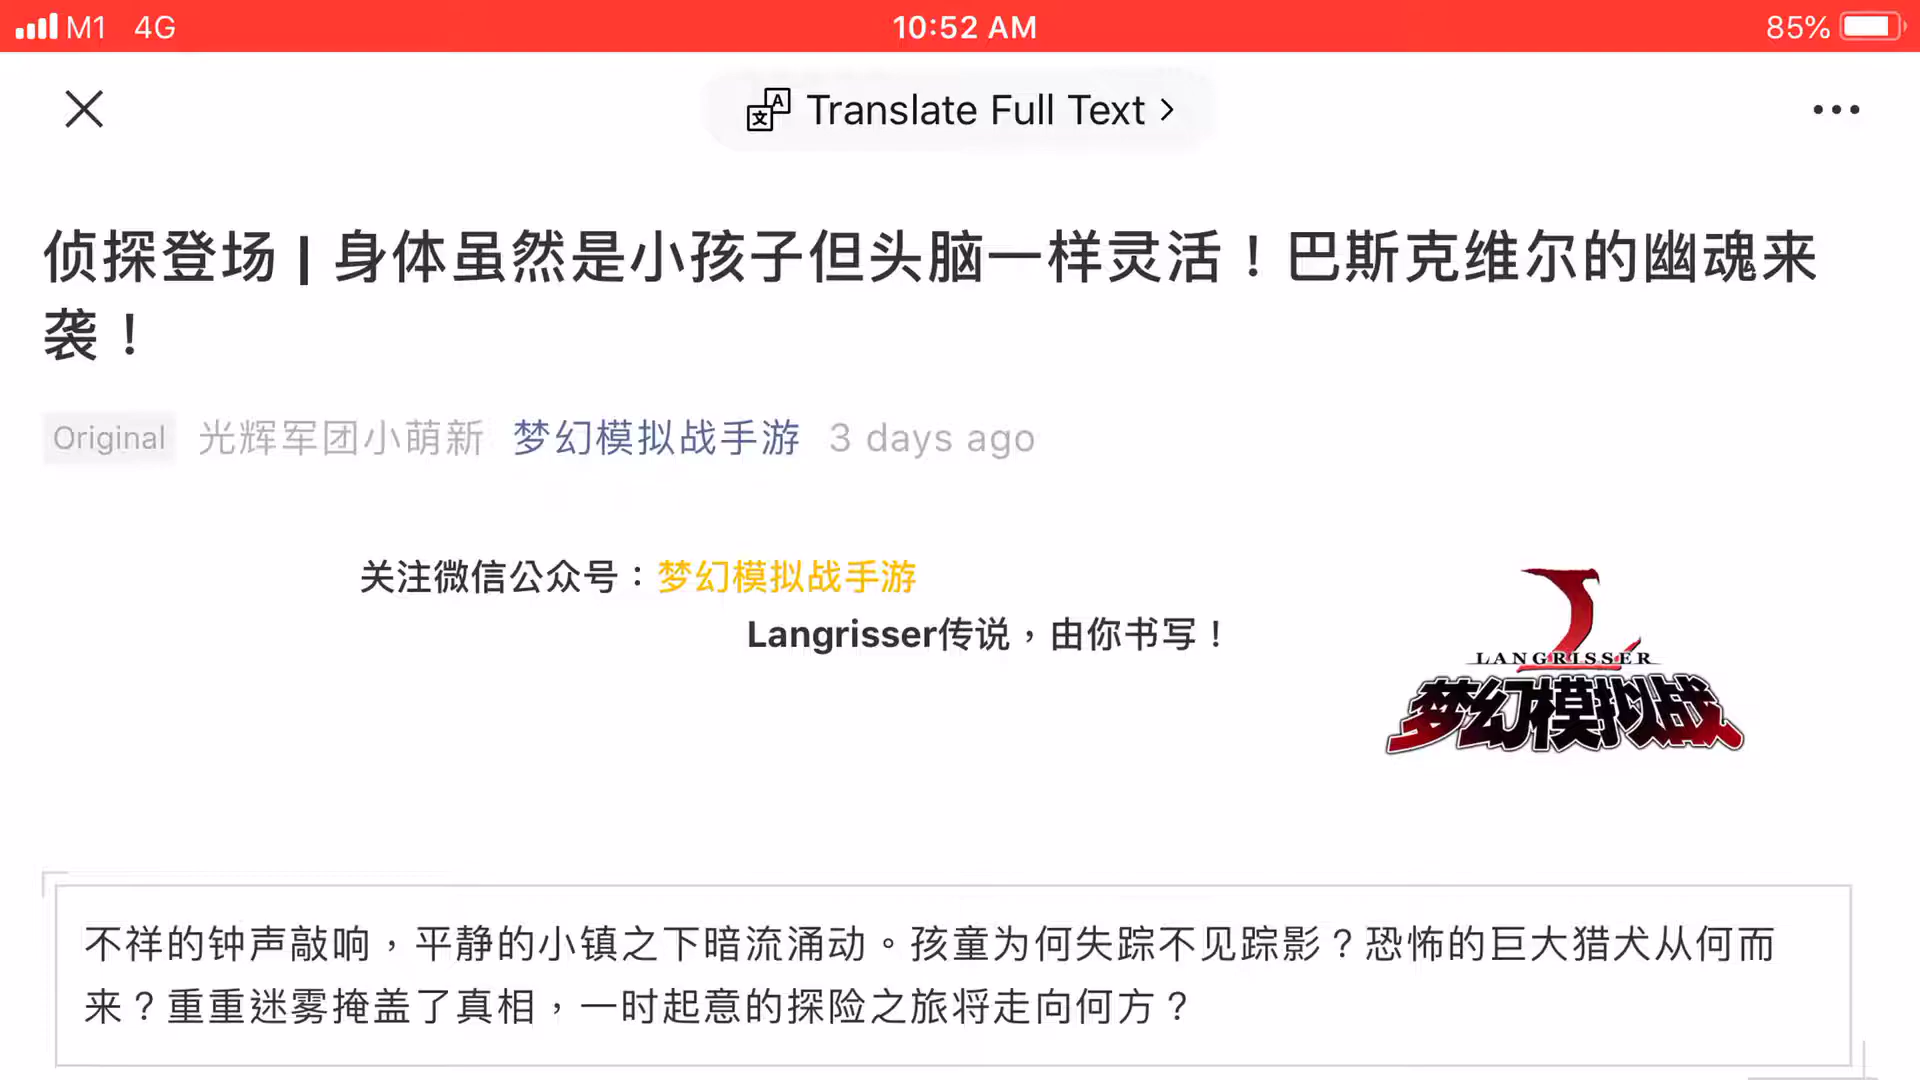 M1 4G 10:52 AM 85%
Translate Full Text
侦探登场 | 身体虽然是小孩子但头脑一样灵活！巴斯克维尔的幽魂来
袭！
Original 光辉军团小萌新 梦幻模拟战手游 3 days ago
关注微信公众号：梦幻模拟战手游
Langrisser传说，由你书写！
LANGRISSER
梦幻模拟战
不祥的钟声敲响，平静的小镇之下暗流涌动。孩童为何失踪不见踪影？恐怖的巨大猎犬从何而
来？重重迷雾掩盖了真相，一时起意的探险之旅将走向何方？